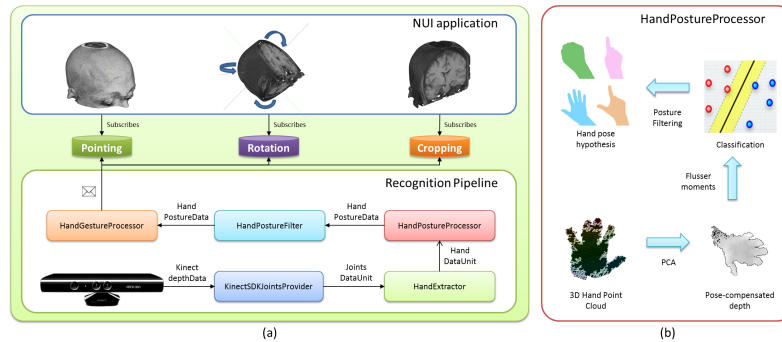 NUI application
Subscribes
Subscribes
Subscribes
Pointing
Rotation
Cropping
Recognition Pipeline
HandGestureProcessor
Hand
PostureData
HandPostureFilter
Hand
PostureData
HandPostureProcessor
Hand
DataUnit
Kinect
depthData
KinectSDKJointsProvider
Joints
DataUnit
HandExtractor
(a)
HandPostureProcessor
Hand pose
hypothesis
Posture
Filtering
Classification
Flusser
moments
3D Hand Point
Cloud
PCA
Pose-compensated
depth
(b)